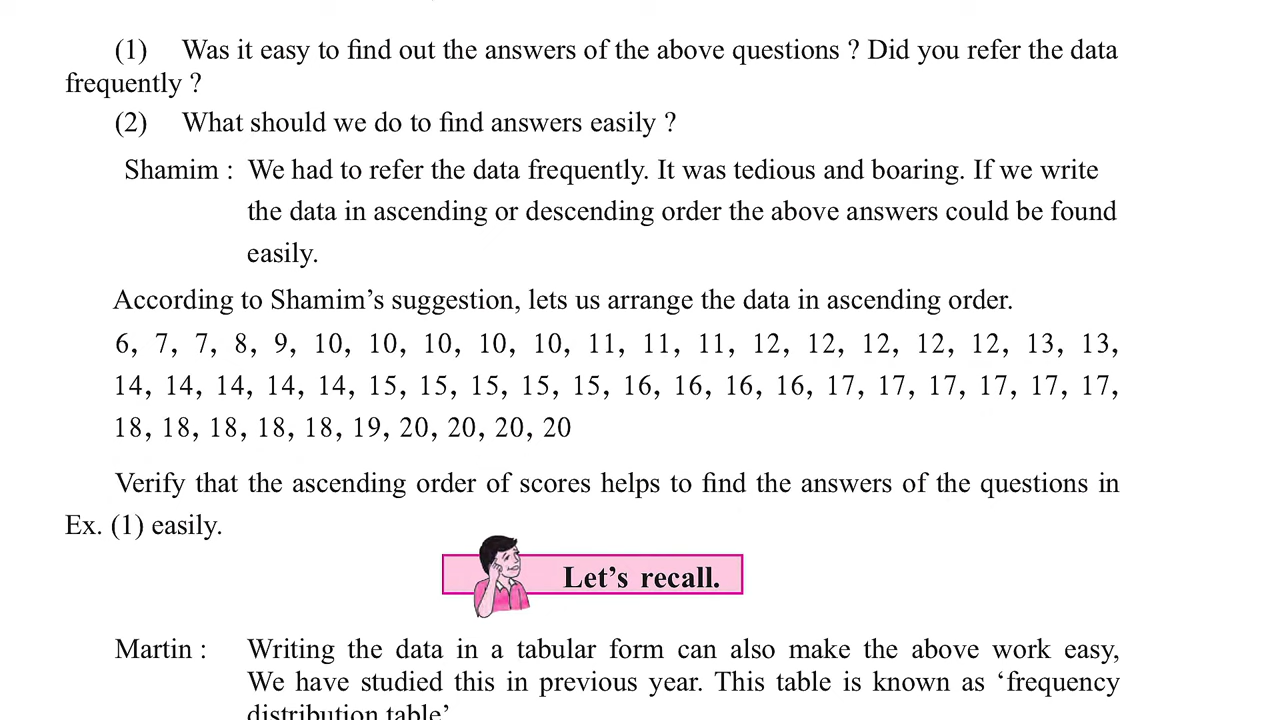 (1) Was it easy to find out the answers of the above questions ? Did you refer the data
frequently ?
(2) What should we do to find answers easily ?
Shamim : We had to refer the data frequently. It was tedious and boaring. If we write
the data in ascending or descending order the above answers could be found
easily.
According to Shamim’s suggestion, lets us arrange the data in ascending order.
6, 7, 7, 8, 9, 10, 10, 10, 10, 10, 11, 11, 11, 12, 12, 12, 12, 12, 13, 13,
14, 14, 14, 14, 14, 15, 15, 15, 15, 15, 16, 16, 16, 16, 17, 17, 17, 17, 17, 17,
18, 18, 18, 18, 18, 19, 20, 20, 20, 20
Verify that the ascending order of scores helps to find the answers of the questions in
Ex. (1) easily.
Let’s recall.
Martin : Writing the data in a tabular form can also make the above work easy,
We have studied this in previous year. This table is known as ‘frequency
distribution table’